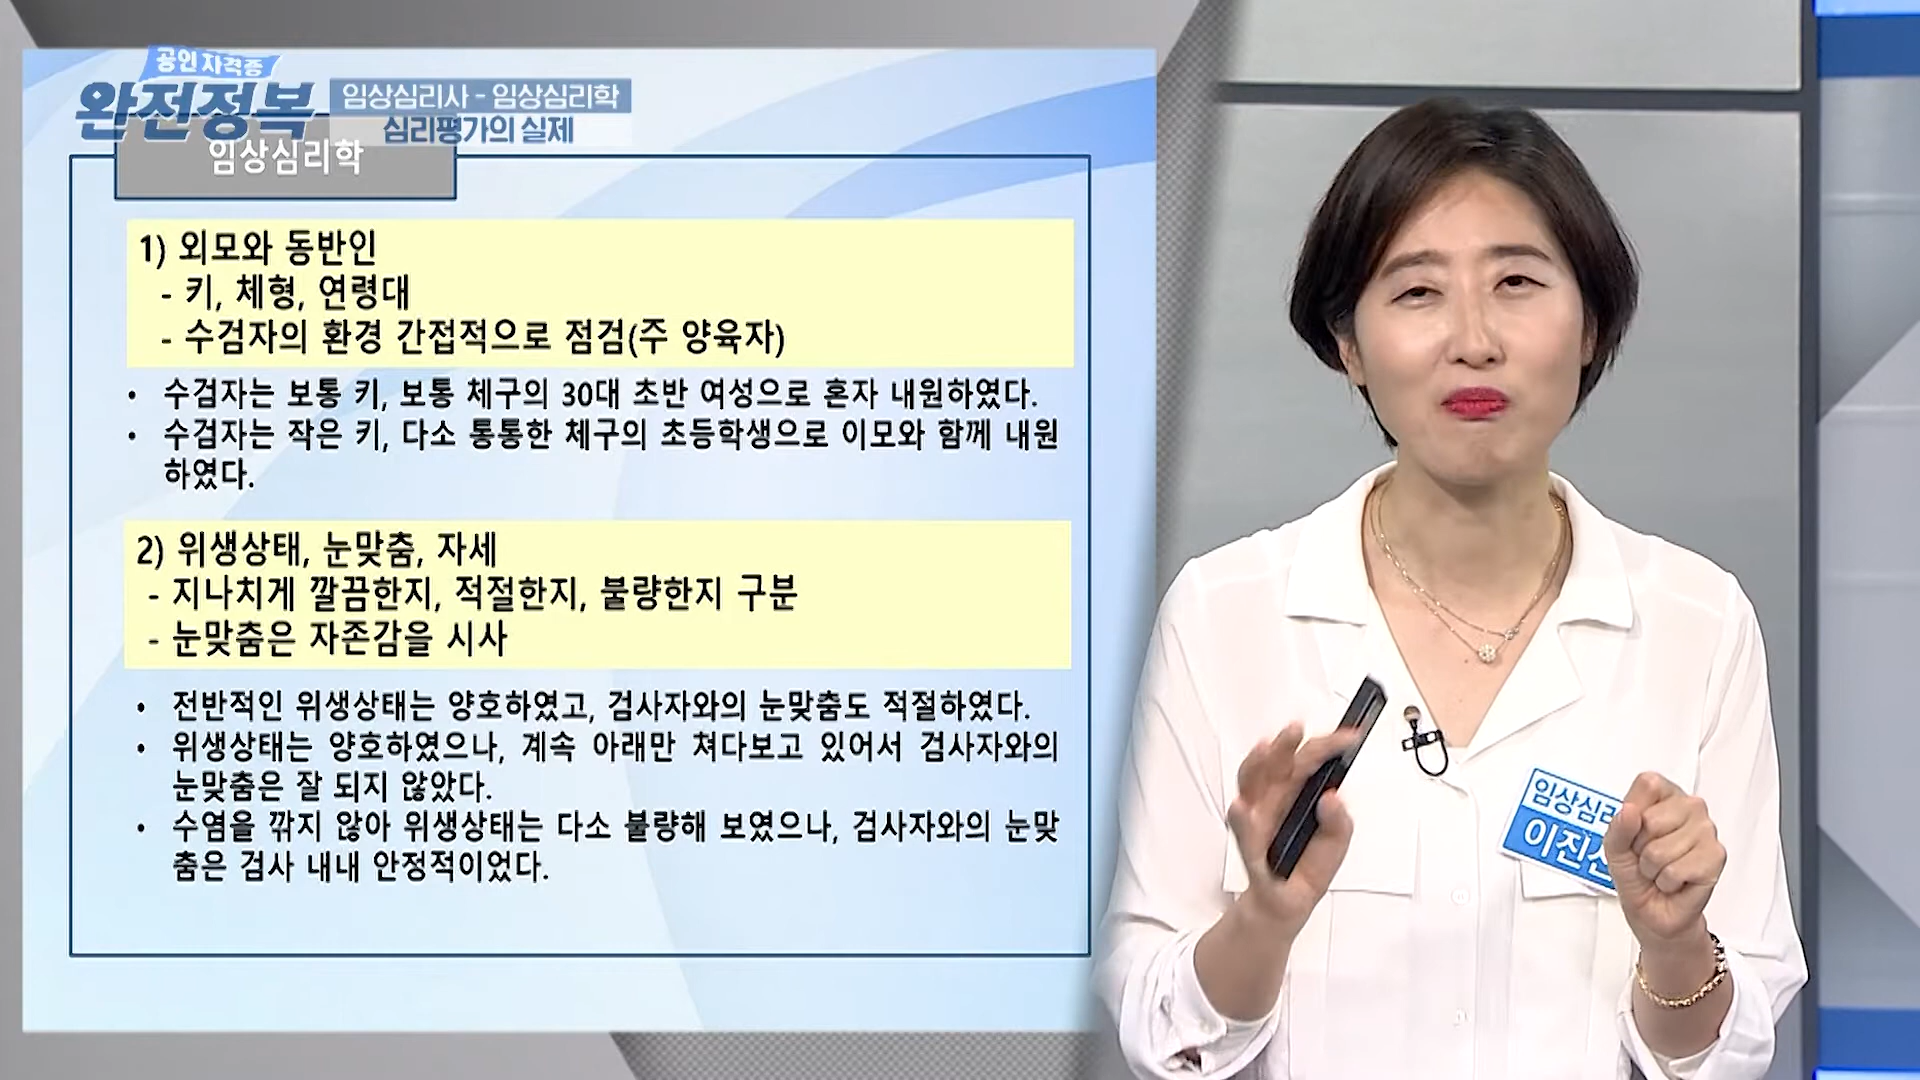 공인 자격증
완전정복
임상심리사 - 임상심리학
심리평가의 실제
임상심리학
1) 외모와 동반인
- 키, 체형, 연령대
- 수검자의 환경 간접적으로 점검(주 양육자)
• 수검자는 보통 키, 보통 체구의 30대 초반 여성으로 혼자 내원하였다.
• 수검자는 작은 키, 다소 통통한 체구의 초등학생으로 이모와 함께 내원
하였다.
2) 위생상태, 눈맞춤, 자세
- 지나치게 깔끔한지, 적절한지, 불량한지 구분
- 눈맞춤은 자존감을 시사
• 전반적인 위생상태는 양호하였고, 검사자와의 눈맞춤도 적절하였다.
• 위생상태는 양호하였으나, 계속 아래만 쳐다보고 있어서 검사자와의
눈맞춤은 잘 되지 않았다.
• 수염을 깎지 않아 위생상태는 다소 불량해 보였으나, 검사자와의 눈맞
춤은 검사 내내 안정적이었다.
임상심리